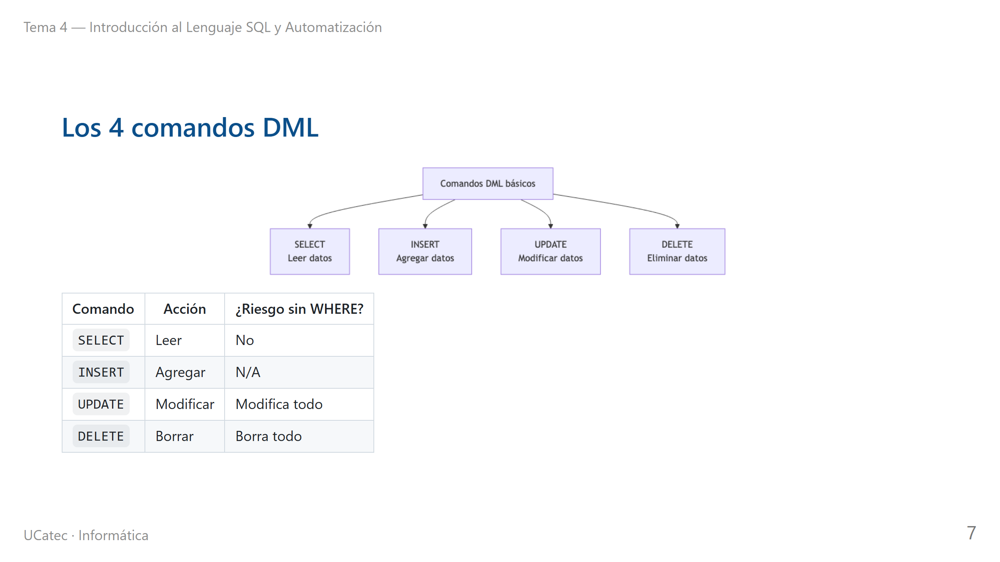 Tema 4 — Introducción al Lenguaje SQL y Automatización
Los 4 comandos DML
Comandos DML básicos
SELECT
Leer datos
INSERT
Agregar datos
UPDATE
Modificar datos
DELETE
Eliminar datos
Comando Acción ¿Riesgo sin WHERE?
SELECT Leer No
INSERT Agregar N/A
UPDATE Modificar Modifica todo
DELETE Borrar Borra todo
UCatec · Informática
7